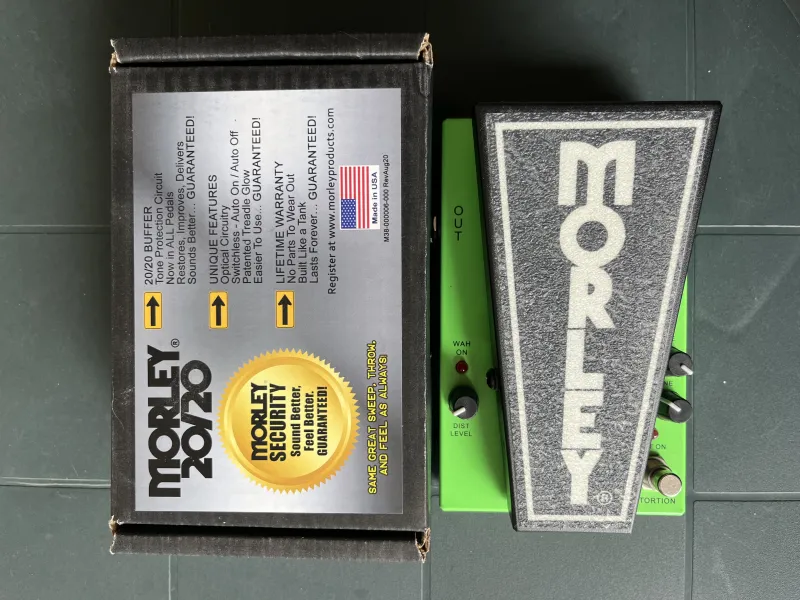 MORLEY®
20/20
20/20 BUFFER
Tone Protection Circuit
Now in ALL Pedals
Restores, Improves, Delivers
Sounds Better... GUARANTEED!
UNIQUE FEATURES
Optical Circuitry
Switchless - Auto On / Auto Off
Patented Treadle Glow
Easier To Use... GUARANTEED!
LIFETIME WARRANTY
No Parts To Wear Out
Built Like a Tank
Lasts Forever... GUARANTEED!
Register at www.morleyproducts.com
MORLEY
SECURITY
Sound Better.
Feel Better.
GUARANTEED!
SAME GREAT SWEEP, THROW,
AND FEEL AS ALWAYS!
Made in USA
M38-000006-000 RevAug20
OUT
WAH
ON
DIST
LEVEL
MORLEY®
ON
TORTION